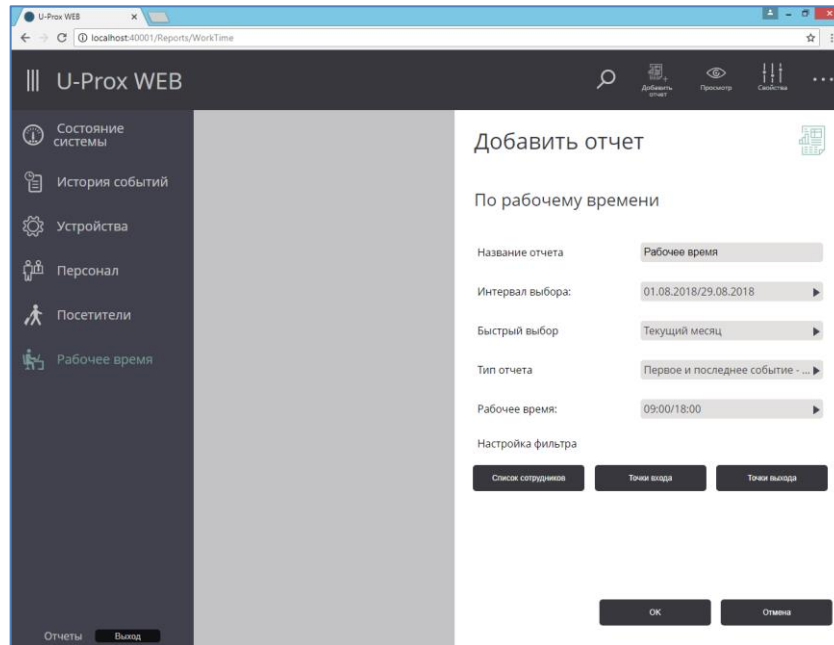 U-Prox WEB
localhost:40001/Reports/WorkTime
U-Prox WEB
Добавить
отчет
Просмотр
Свойства
Состояние
системы
История событий
Устройства
Персонал
Посетители
Рабочее время
Добавить отчет
По рабочему времени
Название отчета Рабочее время
Интервал выбора: 01.08.2018/29.08.2018
Быстрый выбор Текущий месяц
Тип отчета Первое и последнее событие - ...
Рабочее время: 09:00/18:00
Настройка фильтра
Список сотрудников Точки входа Точки выхода
OK Отмена
Отчеты Выход